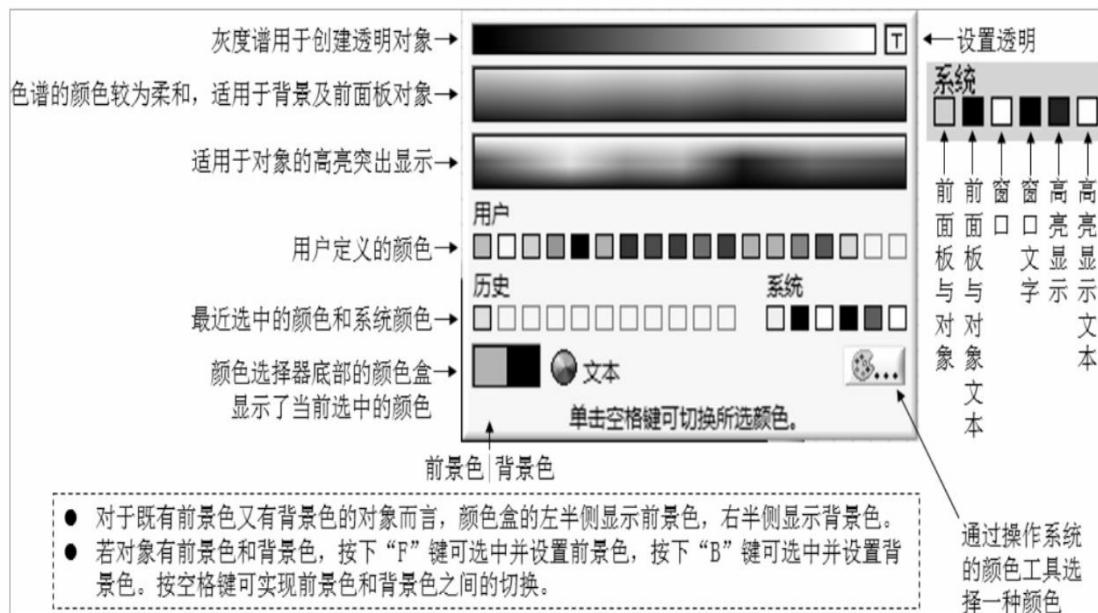 灰度谱用于创建透明对象
T
设置透明
色谱的颜色较为柔和，适用于背景及前面板对象
适用于对象的高亮突出显示
用户
用户定义的颜色
历史
系统
最近选中的颜色和系统颜色
颜色选择器底部的颜色盒
显示了当前选中的颜色
文本
...
单击空格键可切换所选颜色。
前景色
背景色
系统
前面板与对象
前面板与对象文本
窗口
窗口文字
高亮显示
高亮显示文本
通过操作系统
的颜色工具选
择一种颜色
● 对于既有前景色又有背景色的对象而言，颜色盒的左半侧显示前景色，右半侧显示背景色。
● 若对象有前景色和背景色，按下“F”键可选中并设置前景色，按下“B”键可选中并设置背
景色。按空格键可实现前景色和背景色之间的切换。